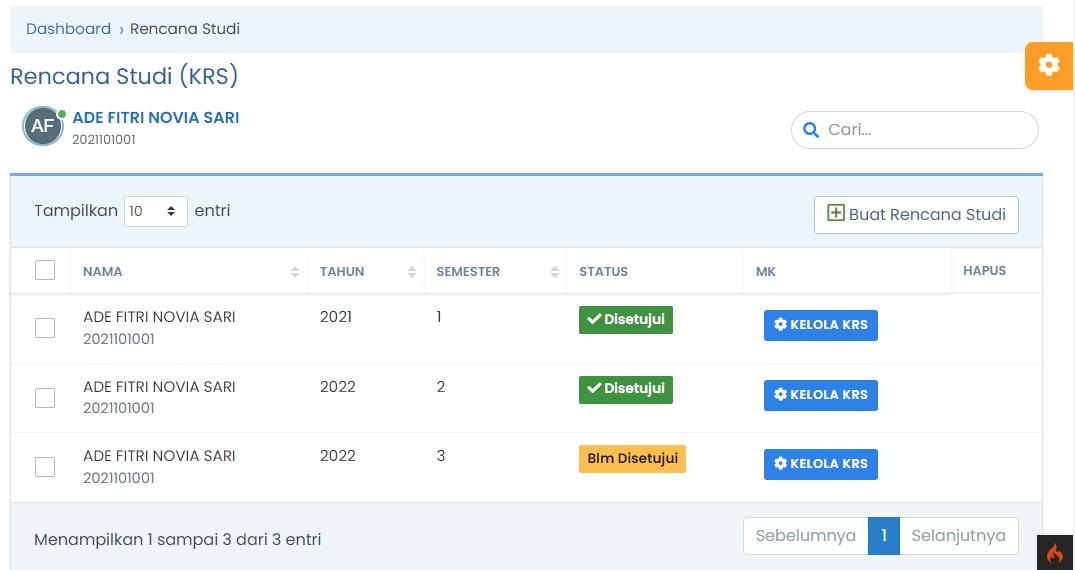 Dashboard › Rencana Studi
Rencana Studi (KRS)
AF
ADE FITRI NOVIA SARI
2021101001
Cari...
Tampilkan 10 entri
Buat Rencana Studi
NAMA TAHUN SEMESTER STATUS MK HAPUS
ADE FITRI NOVIA SARI 2021 1 Disetujui KELOLA KRS
2021101001
ADE FITRI NOVIA SARI 2022 2 Disetujui KELOLA KRS
2021101001
ADE FITRI NOVIA SARI 2022 3 Blm Disetujui KELOLA KRS
2021101001
Menampilkan 1 sampai 3 dari 3 entri
Sebelumnya 1 Selanjutnya